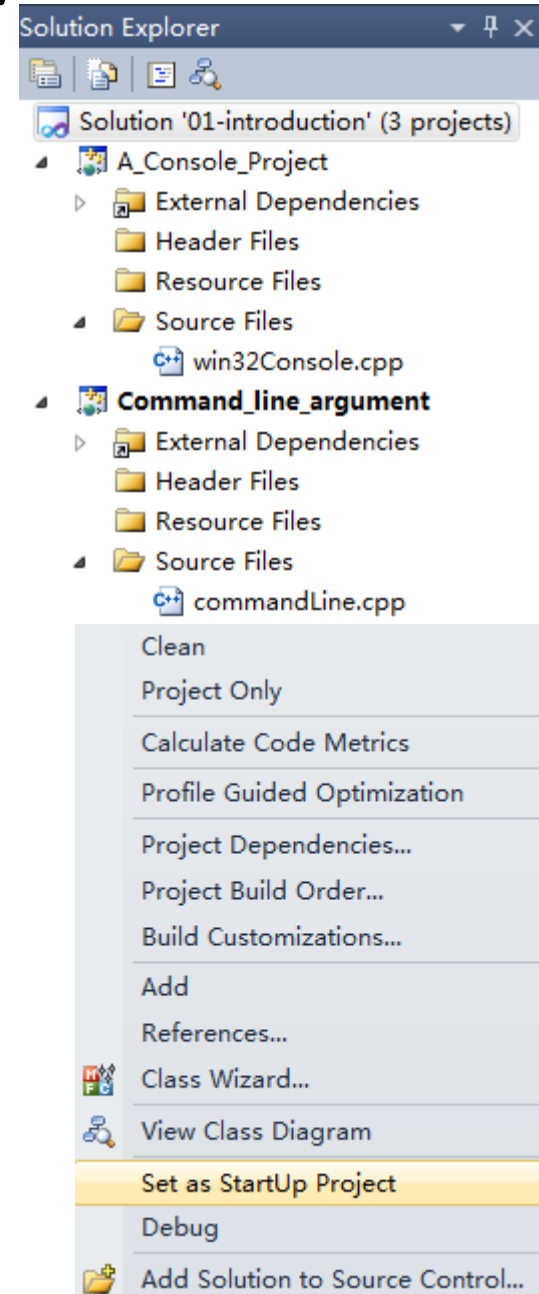 Solution Explorer
Solution '01-introduction' (3 projects)
A_Console_Project
External Dependencies
Header Files
Resource Files
Source Files
win32Console.cpp
Command_line_argument
External Dependencies
Header Files
Resource Files
Source Files
commandLine.cpp
Clean
Project Only
Calculate Code Metrics
Profile Guided Optimization
Project Dependencies...
Project Build Order...
Build Customizations...
Add
References...
Class Wizard...
View Class Diagram
Set as StartUp Project
Debug
Add Solution to Source Control...